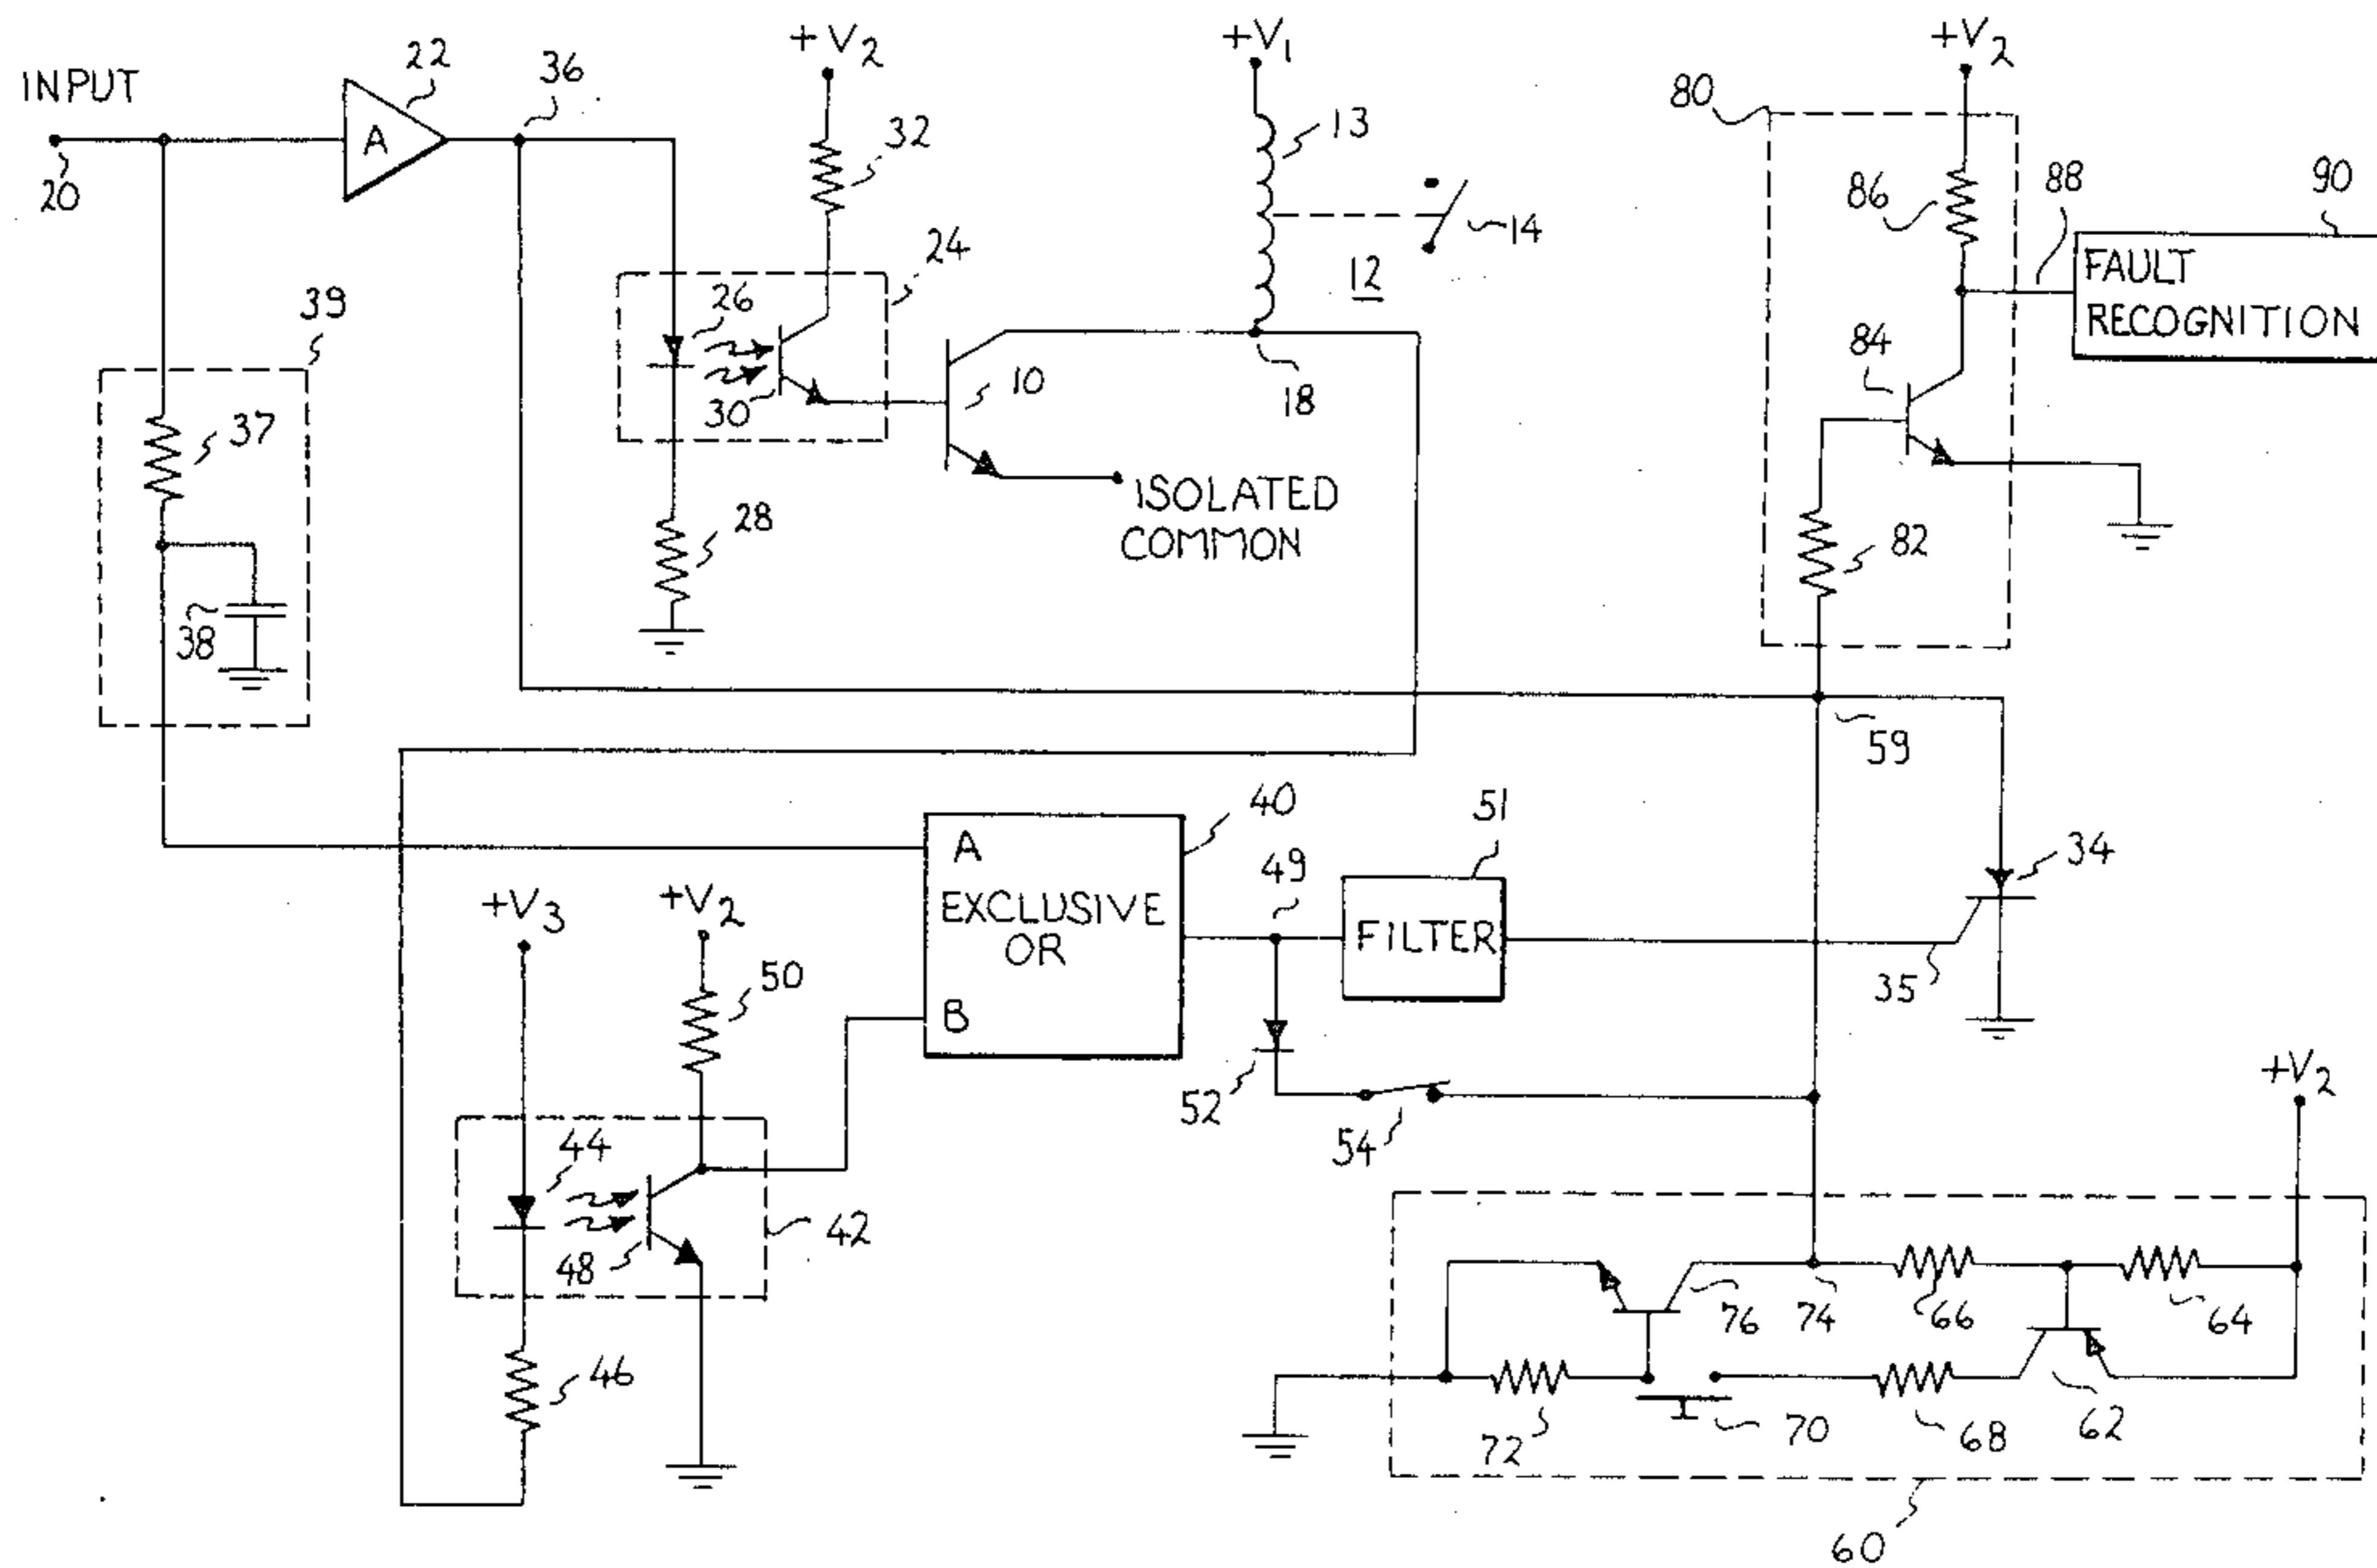 INPUT
20
A
22
36
+V2
32
+V1
13
14
12
18
24
26
30
10
ISOLATED
COMMON
28
39
37
38
+V2
80
86
88
90
FAULT
RECOGNITION
84
82
59
34
35
A
EXCLUSIVE
OR
B
40
49
51
FILTER
52
54
+V3
+V2
50
44
48
42
46
+V2
76
74
66
64
72
70
68
62
60